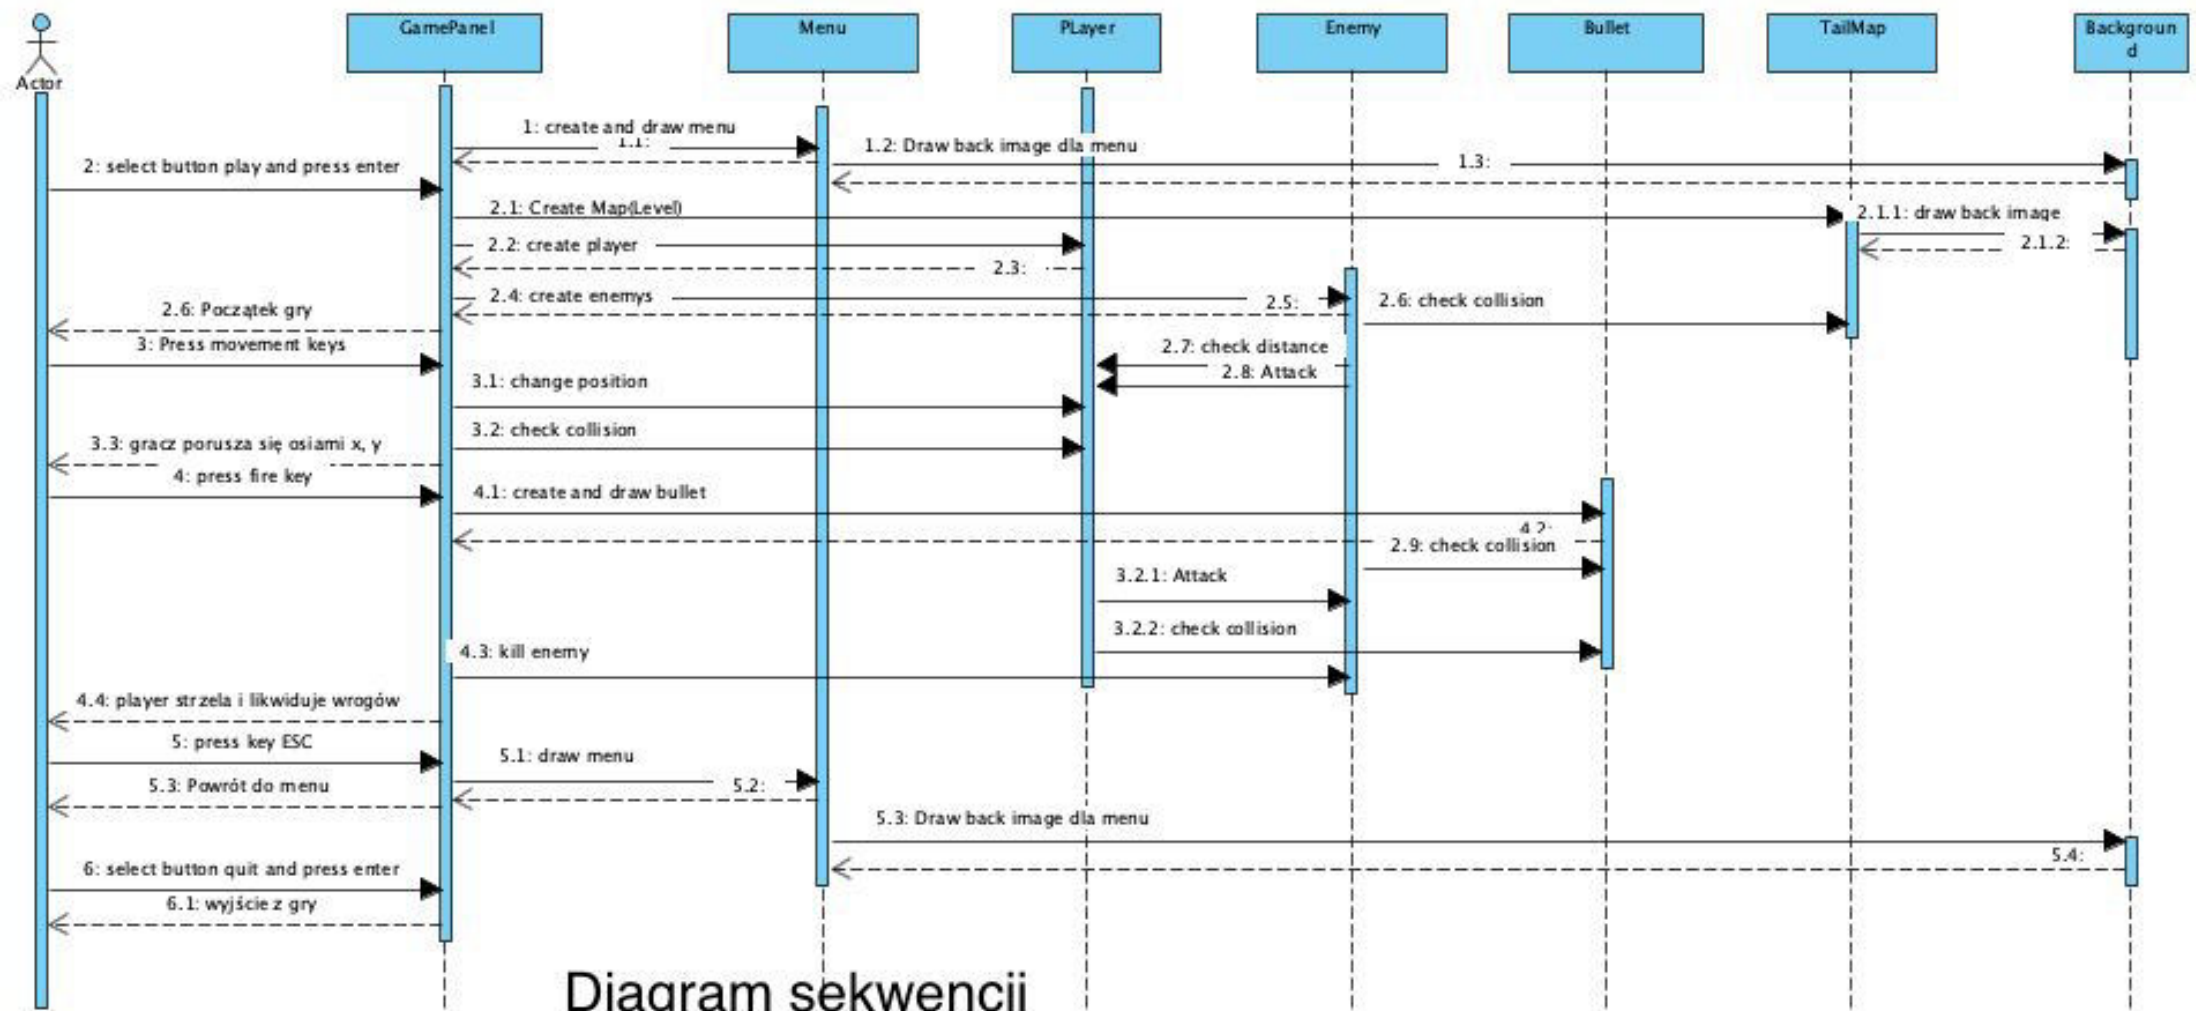 GamePanel
Menu
PLayer
Enemy
Bullet
TailMap
Backgroun
d
Actor
1: create and draw menu
1.1:
1.2: Draw back image dla menu
1.3:
2: select button play and press enter
2.1: Create Map(Level)
2.1.1: draw back image
2.2: create player
2.1.2:
2.3:
2.4: create enemys
2.5:
2.6: check collision
2.6: Początek gry
3: Press movement keys
2.7: check distance
2.8: Attack
3.1: change position
3.2: check collision
3.3: gracz porusza się osiami x, y
4: press fire key
4.1: create and draw bullet
4.2:
2.9: check collision
3.2.1: Attack
3.2.2: check collision
4.3: kill enemy
4.4: player strzela i likwiduje wrogów
5: press key ESC
5.1: draw menu
5.3: Powrót do menu
5.2:
5.3: Draw back image dla menu
5.4:
6: select button quit and press enter
6.1: wyjście z gry
Diagram sekwencji